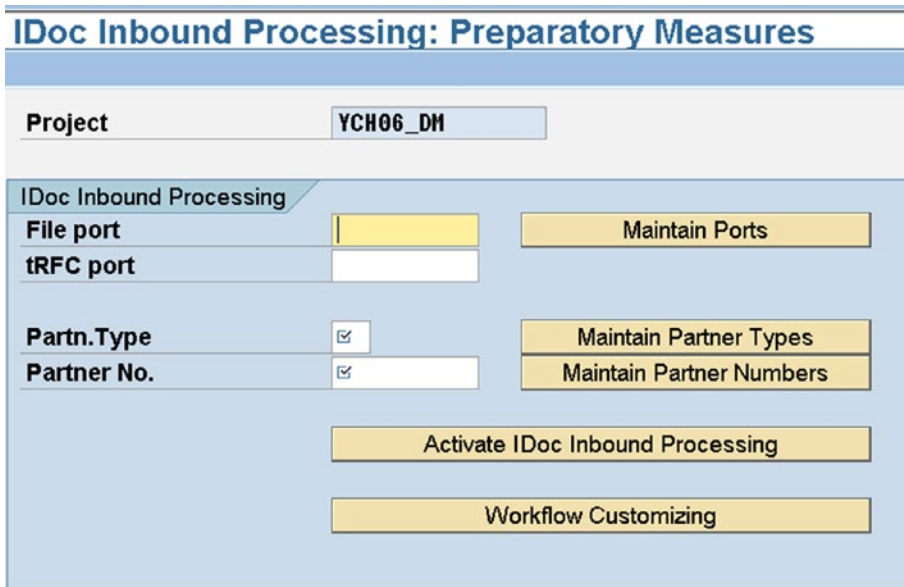 IDoc Inbound Processing: Preparatory Measures
Project YCH06_DM
IDoc Inbound Processing
File port Maintain Ports
tRFC port
Partn.Type Maintain Partner Types
Partner No. Maintain Partner Numbers
Activate IDoc Inbound Processing
Workflow Customizing